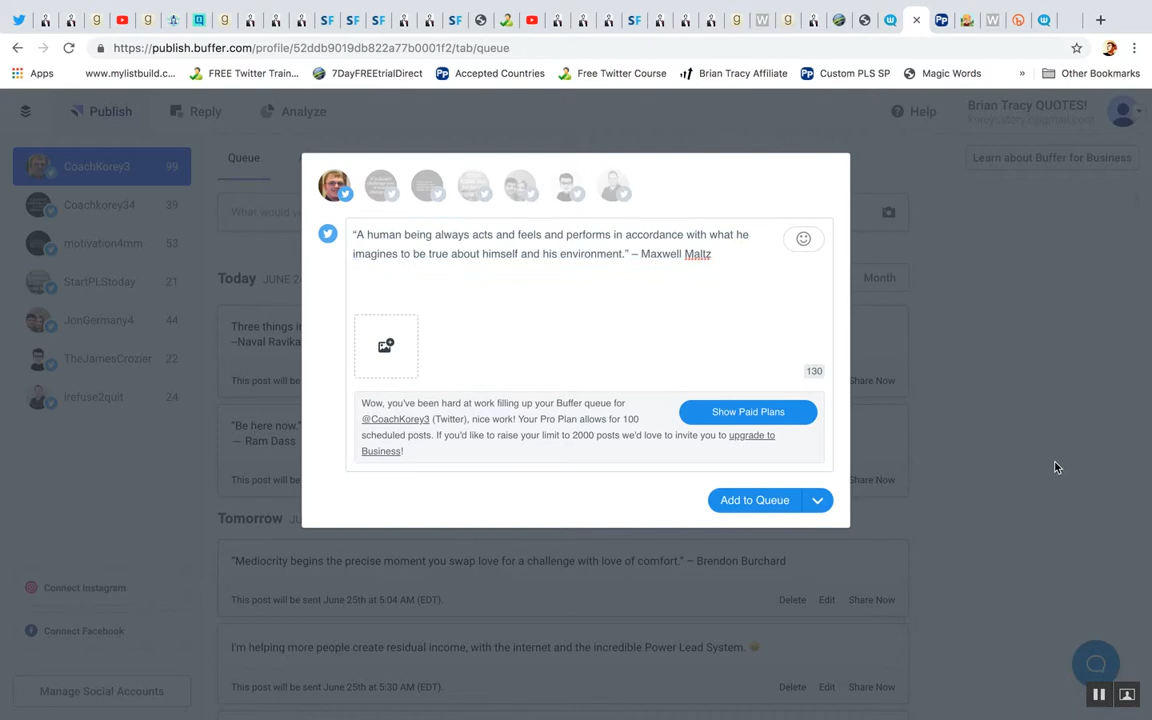 https://publish.buffer.com/profile/52ddb9019db822a77b0001f2/tab/queue
Apps
www.mylistbuild.c...
FREE Twitter Train...
7DayFREEtrialDirect
Accepted Countries
Free Twitter Course
Brian Tracy Affiliate
Custom PLS SP
Magic Words
»
Other Bookmarks
Publish
Reply
Analyze
Help
Brian Tracy QUOTES!
CoachKorey3 99
Coachkorey34 39
motivation4mm 53
StartPLStoday 21
JonGermany4 44
TheJamesCrozier 22
irefuse2quit 24
Connect Instagram
Connect Facebook
Manage Social Accounts
Queue
Learn about Buffer for Business
What would yo
Today
Month
“A human being always acts and feels and performs in accordance with what he
imagines to be true about himself and his environment.” – Maxwell Maltz
130
Wow, you've been hard at work filling up your Buffer queue for
@CoachKorey3 (Twitter), nice work! Your Pro Plan allows for 100
scheduled posts. If you'd like to raise your limit to 2000 posts we'd love to invite you to upgrade to
Business!
Show Paid Plans
Add to Queue
Three things i
–Naval Ravika
This post will be
Share Now
"Be here now."
— Ram Dass
This post will be
Share Now
Tomorrow
"Mediocrity begins the precise moment you swap love for a challenge with love of comfort." – Brendon Burchard
This post will be sent June 25th at 5:04 AM (EDT).
Delete Edit Share Now
I'm helping more people create residual income, with the internet and the incredible Power Lead System.
This post will be sent June 25th at 5:30 AM (EDT).
Delete Edit Share Now